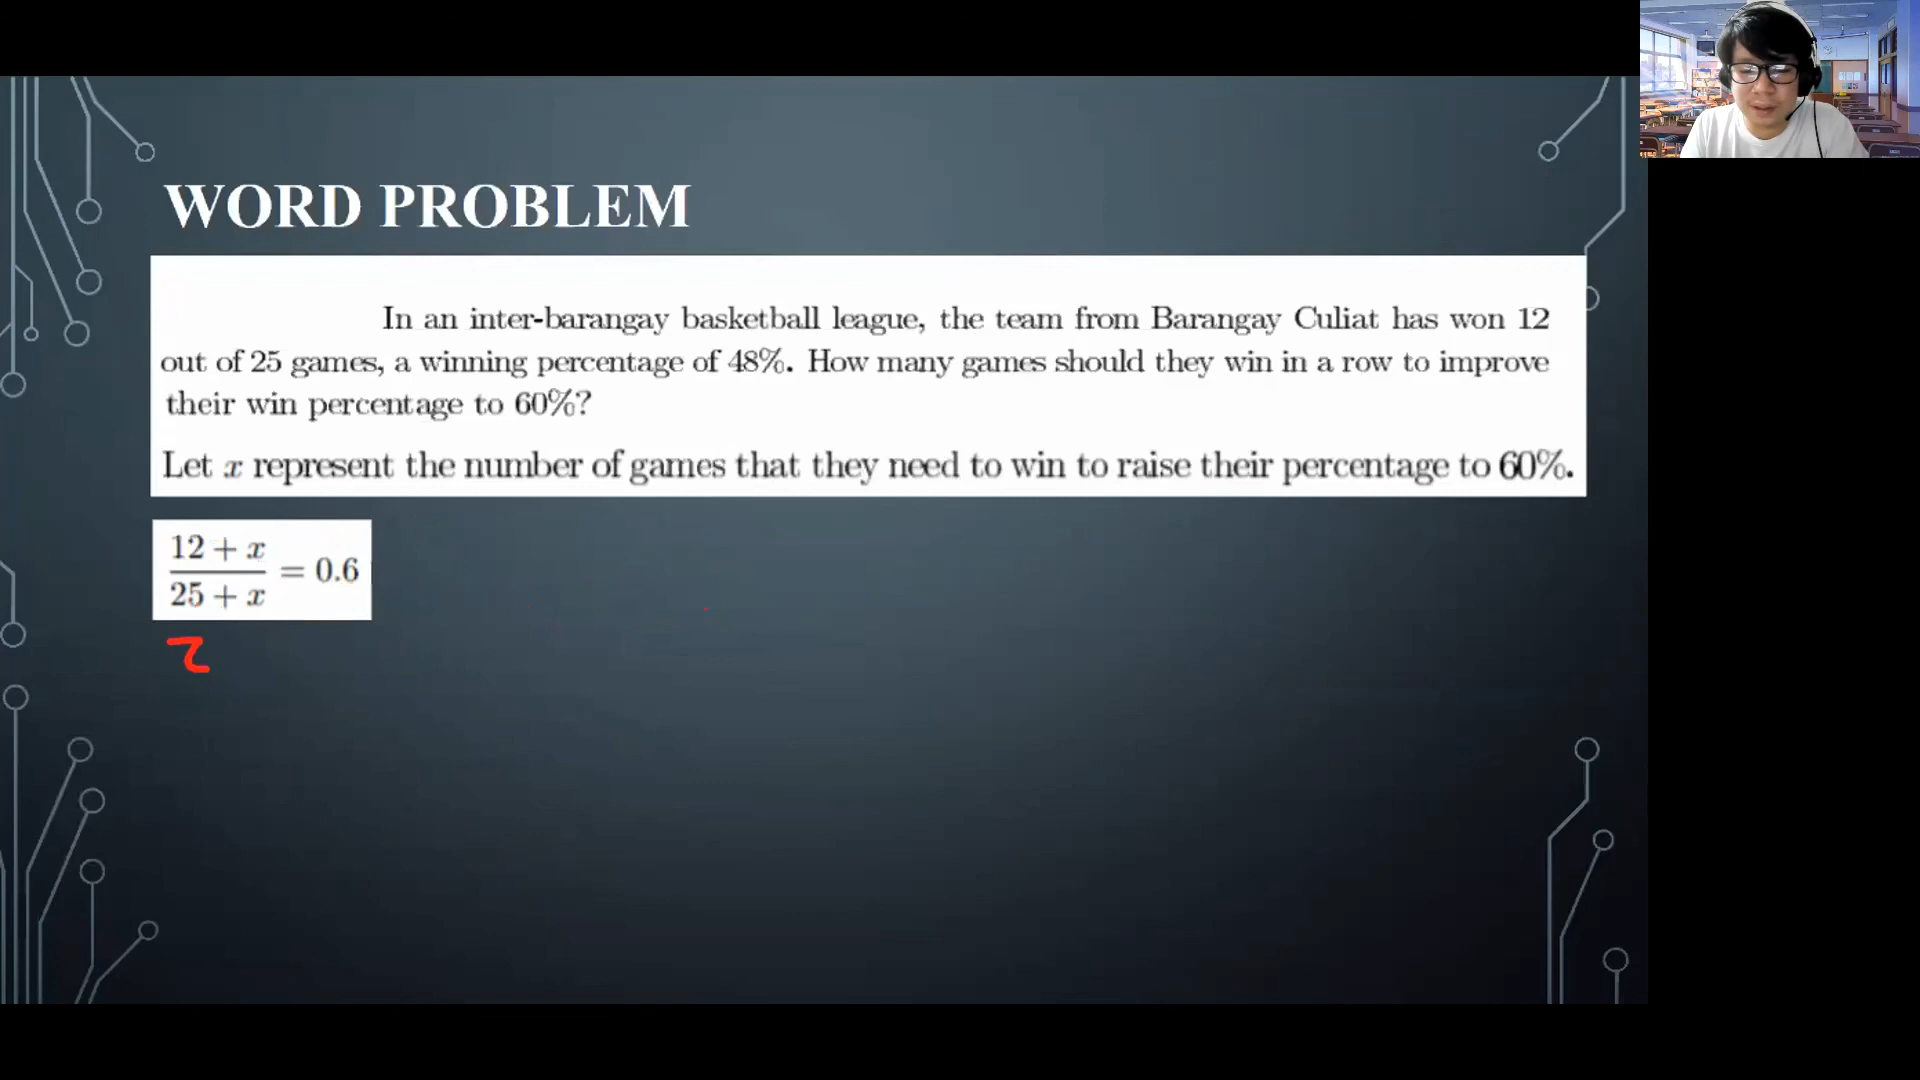 WORD PROBLEM
In an inter-barangay basketball league, the team from Barangay Culiat has won 12
out of 25 games, a winning percentage of 48%. How many games should they win in a row to improve
their win percentage to 60%?
Let x represent the number of games that they need to win to raise their percentage to 60%.
12 + x
25 + x
= 0.6